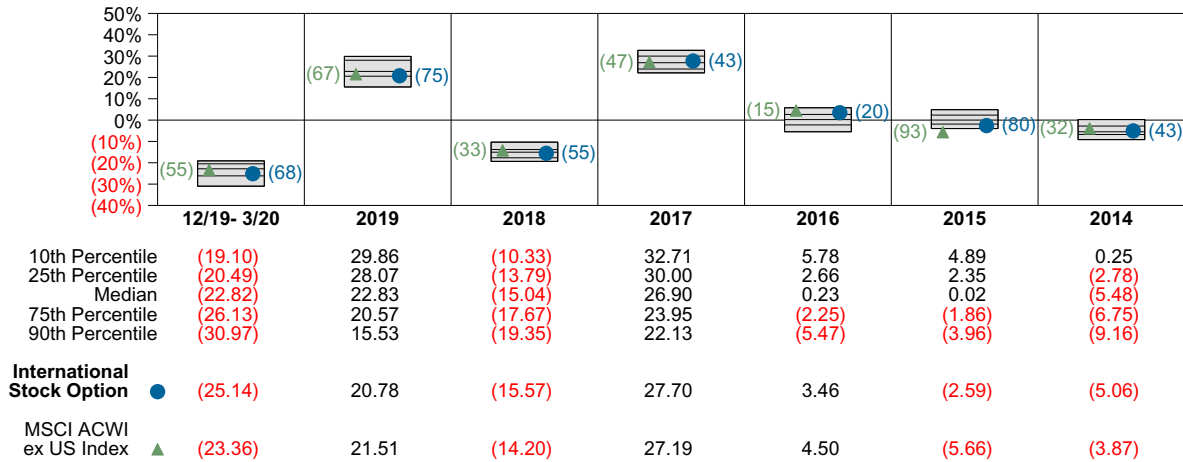 50%
40%
30%
20%
10%
0%
(10%)
(20%)
(30%)
(40%)
(55) (68)
(67) (75)
(33) (55)
(47) (43)
(15) (20)
(93) (80)
(32) (43)
12/19- 3/20 2019 2018 2017 2016 2015 2014
10th Percentile (19.10) 29.86 (10.33) 32.71 5.78 4.89 0.25
25th Percentile (20.49) 28.07 (13.79) 30.00 2.66 2.35 (2.78)
Median (22.82) 22.83 (15.04) 26.90 0.23 0.02 (5.48)
75th Percentile (26.13) 20.57 (17.67) 23.95 (2.25) (1.86) (6.75)
90th Percentile (30.97) 15.53 (19.35) 22.13 (5.47) (3.96) (9.16)
International
Stock Option (25.14) 20.78 (15.57) 27.70 3.46 (2.59) (5.06)
MSCI ACWI
ex US Index (23.36) 21.51 (14.20) 27.19 4.50 (5.66) (3.87)